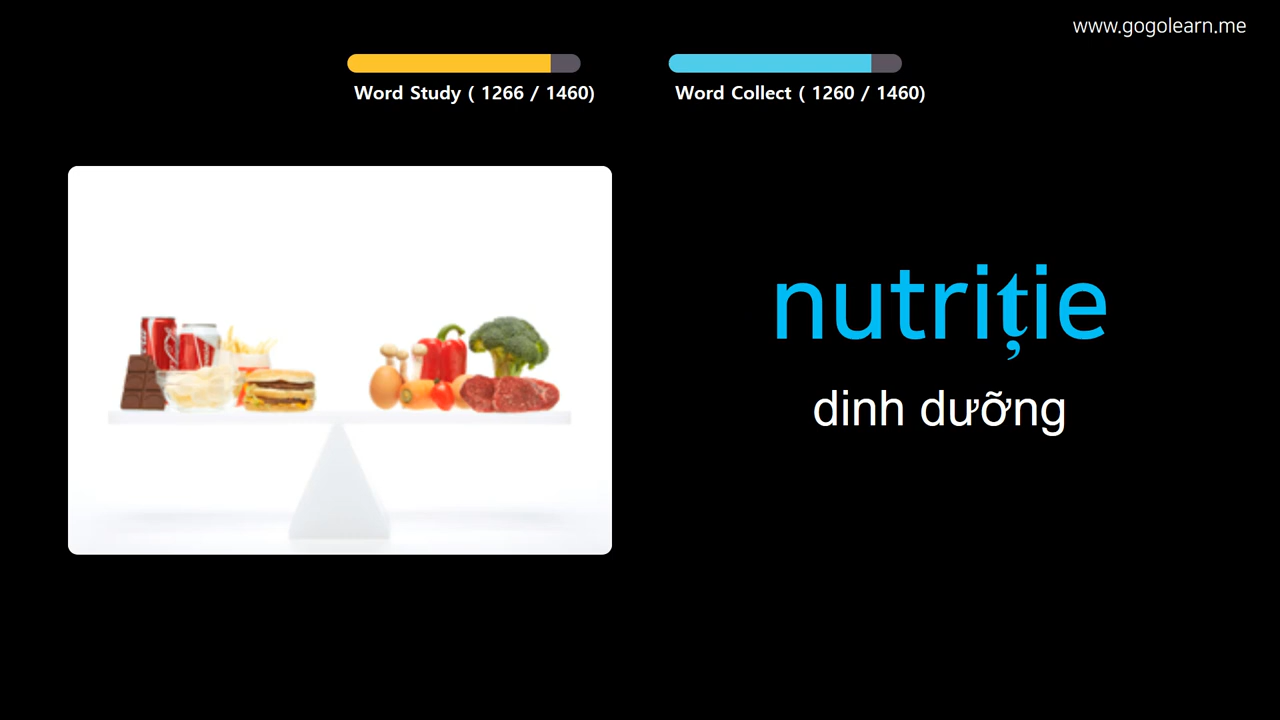 www.gogolearn.me
Word Study ( 1266 / 1460)
Word Collect ( 1260 / 1460)
nutriție
dinh dưỡng